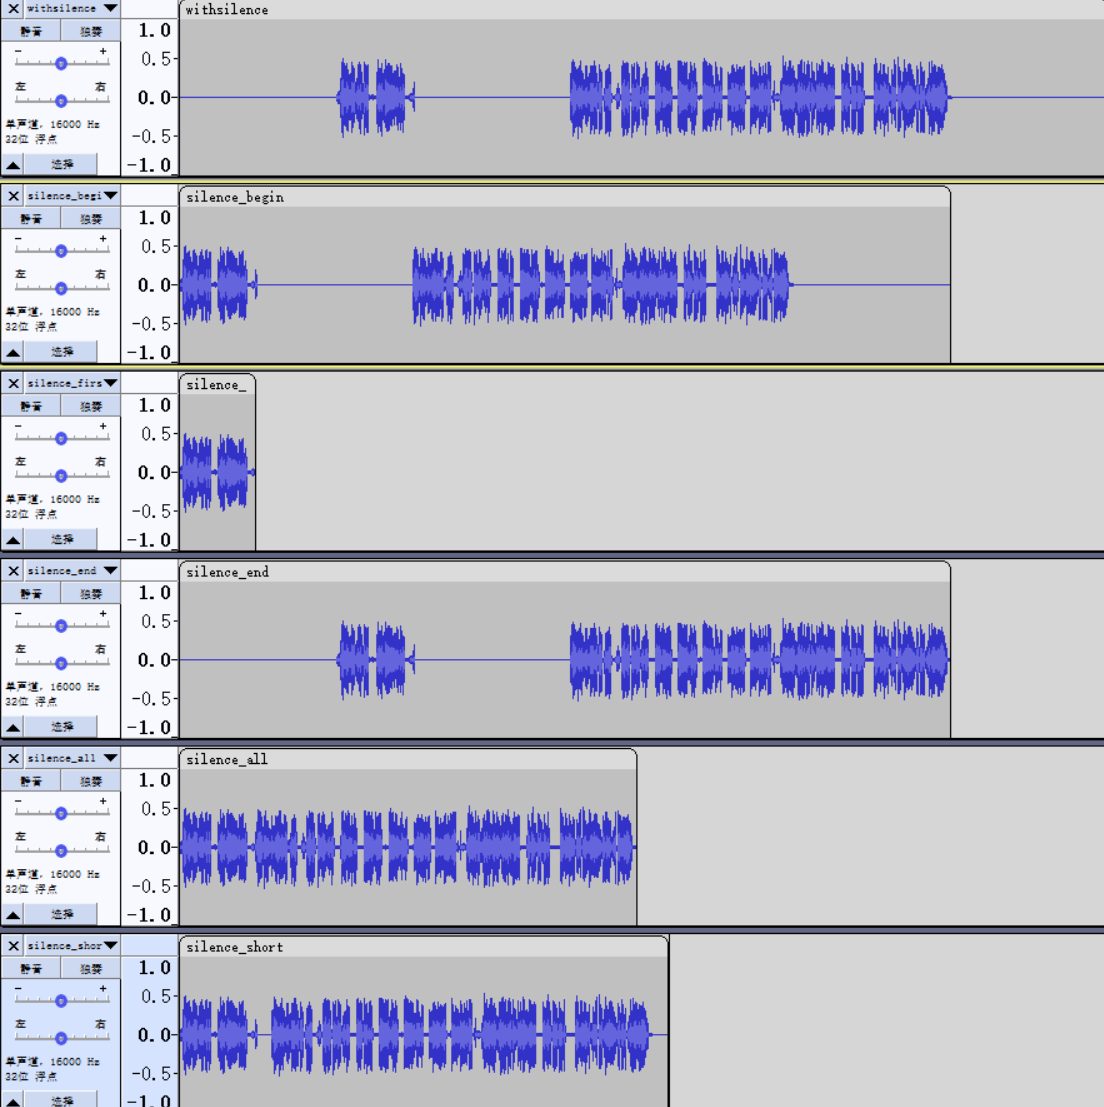 withsilence
withsilence
静音 独奏
- +
左 右
单声道, 16000 Hz
32位 浮点
选择
1.0
0.5
0.0
-0.5
-1.0
silence_begi
silence_begin
静音 独奏
- +
左 右
单声道, 16000 Hz
32位 浮点
选择
1.0
0.5
0.0
-0.5
-1.0
silence_firs
silence_
静音 独奏
- +
左 右
单声道, 16000 Hz
32位 浮点
选择
1.0
0.5
0.0
-0.5
-1.0
silence_end
silence_end
静音 独奏
- +
左 右
单声道, 16000 Hz
32位 浮点
选择
1.0
0.5
0.0
-0.5
-1.0
silence_all
silence_all
静音 独奏
- +
左 右
单声道, 16000 Hz
32位 浮点
选择
1.0
0.5
0.0
-0.5
-1.0
silence_shor
silence_short
静音 独奏
- +
左 右
单声道, 16000 Hz
32位 浮点
选择
1.0
0.5
0.0
-0.5
-1.0